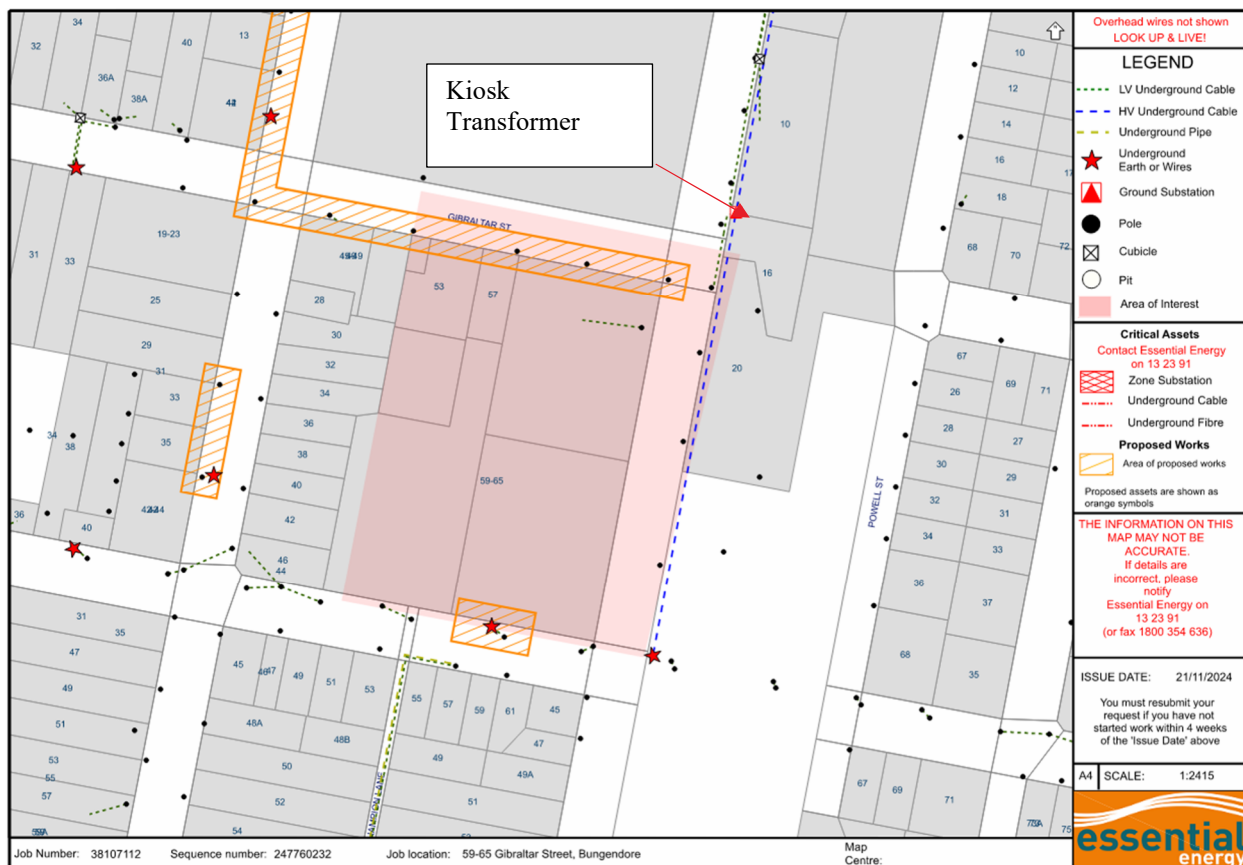 34
40
13
32
36A
38A
42
10
Kiosk
Transformer
10
12
14
16
17
18
68
70
72
GIBRALTAR ST
19-23
31
33
25
29
31
33
35
34
38
36
40
49
53
57
28
30
32
34
36
38
40
42
46
44
59-65
16
20
POWELL ST
67
69
71
26
28
27
30
29
32
31
34
33
36
37
68
35
31
35
47
49
51
53
55
57
59A
45
47
49
51
53
48A
48B
50
52
54
55
57
59
61
45
47
49
49A
51
67
69
71
75
Overhead wires not shown
LOOK UP & LIVE!
LEGEND
LV Underground Cable
HV Underground Cable
Underground Pipe
Underground
Earth or Wires
Ground Substation
Pole
Cubicle
Pit
Area of Interest
Critical Assets
Contact Essential Energy
on 13 23 91
Zone Substation
Underground Cable
Underground Fibre
Proposed Works
Area of proposed works
Proposed assets are shown as
orange symbols
THE INFORMATION ON THIS
MAP MAY NOT BE
ACCURATE.
If details are
incorrect, please
notify
Essential Energy on
13 23 91
(or fax 1800 354 636)
ISSUE DATE: 21/11/2024
You must resubmit your
request if you have not
started work within 4 weeks
of the 'Issue Date' above
A4 SCALE: 1:2415
essential
energy
Job Number: 38107112 Sequence number: 247760232 Job location: 59-65 Gibraltar Street, Bungendore Map
Centre: